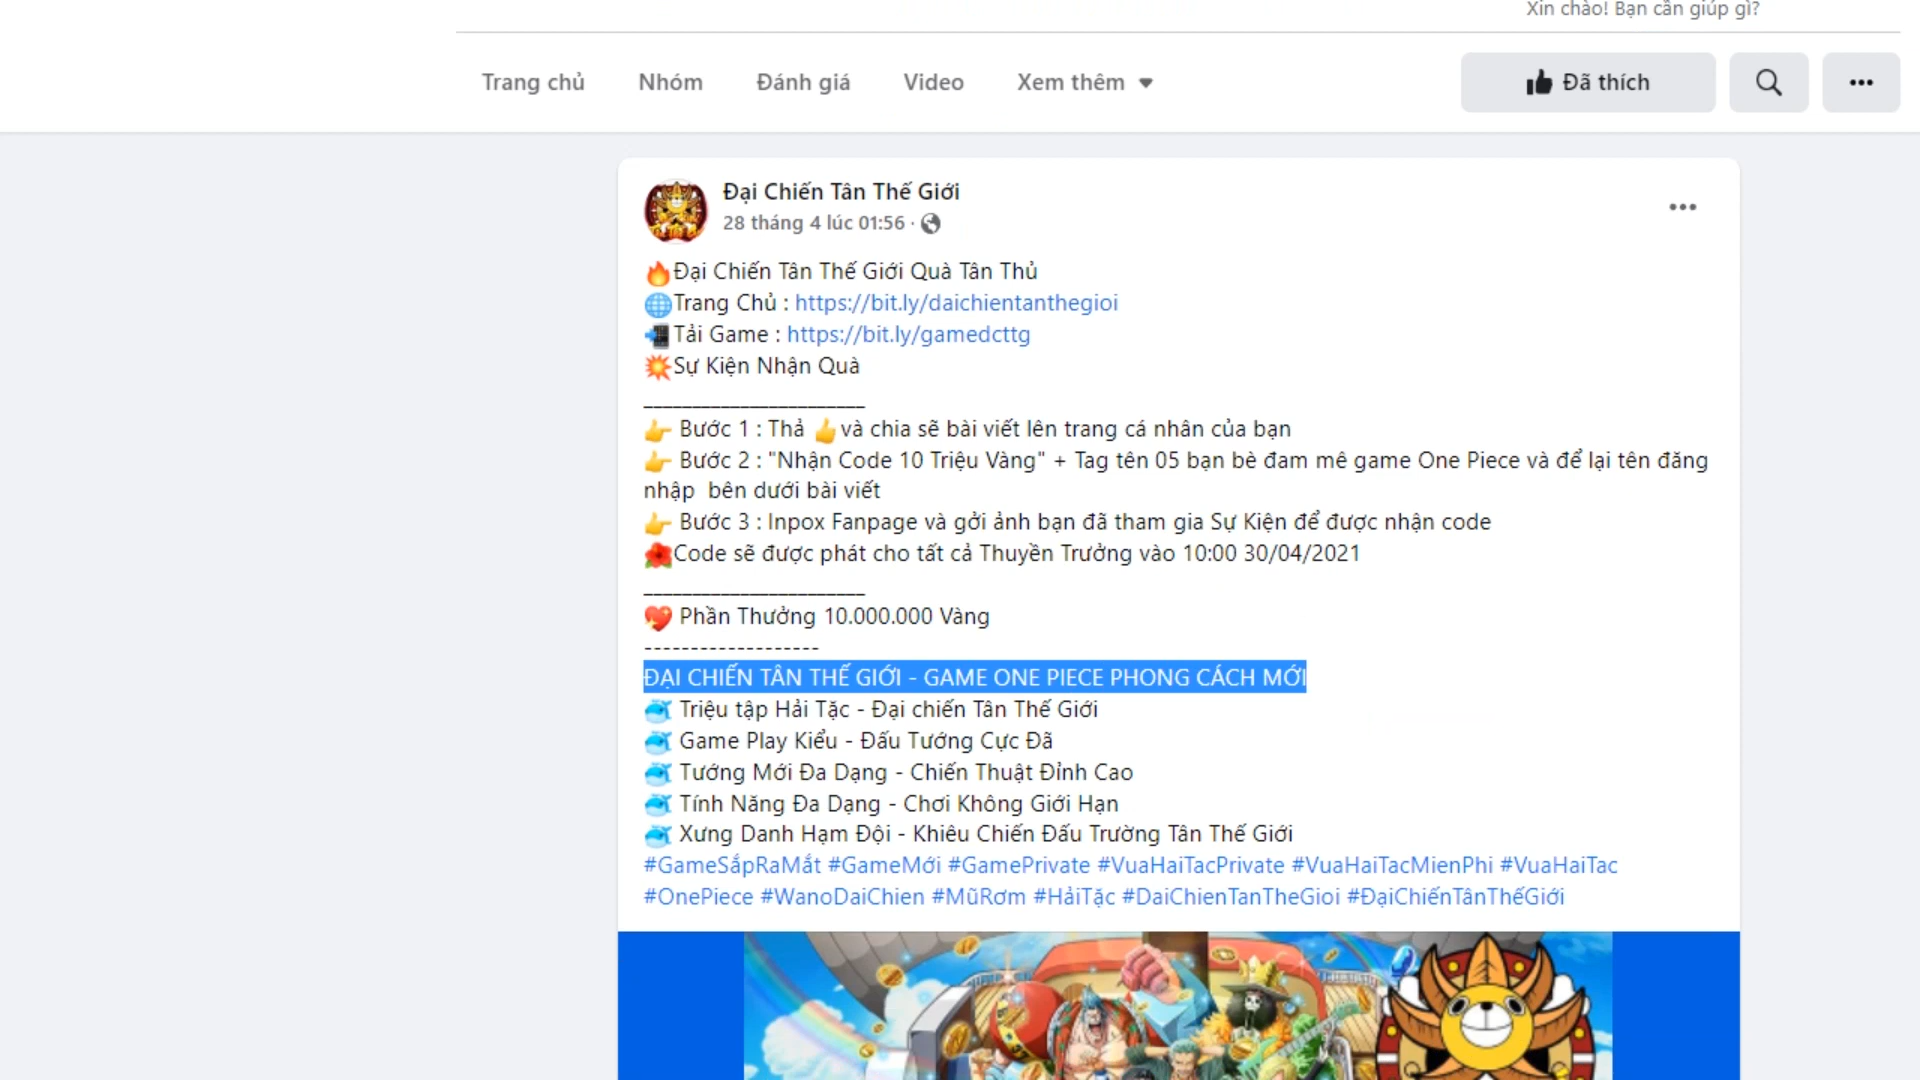 Xin chào! Bạn cần giúp gì?
Trang chủ Nhóm Đánh giá Video Xem thêm Đã thích
Đại Chiến Tân Thế Giới
28 tháng 4 lúc 01:56 ·
Đại Chiến Tân Thế Giới Quà Tân Thủ
Trang Chủ : https://bit.ly/daichientanthegioi
Tải Game : https://bit.ly/gamedcttg
Sự Kiện Nhận Quà
_______________________
Bước 1 : Thả 👍và chia sẽ bài viết lên trang cá nhân của bạn
Bước 2 : "Nhận Code 10 Triệu Vàng" + Tag tên 05 bạn bè đam mê game One Piece và để lại tên đăng
nhập bên dưới bài viết
Bước 3 : Inpox Fanpage và gởi ảnh bạn đã tham gia Sự Kiện để được nhận code
Code sẽ được phát cho tất cả Thuyền Trưởng vào 10:00 30/04/2021
_______________________
Phần Thưởng 10.000.000 Vàng
-------------------
ĐẠI CHIẾN TÂN THẾ GIỚI - GAME ONE PIECE PHONG CÁCH MỚI
Triệu tập Hải Tặc - Đại chiến Tân Thế Giới
Game Play Kiểu - Đấu Tướng Cực Đã
Tướng Mới Đa Dạng - Chiến Thuật Đỉnh Cao
Tính Năng Đa Dạng - Chơi Không Giới Hạn
Xưng Danh Hạm Đội - Khiêu Chiến Đấu Trường Tân Thế Giới
#GameSắpRaMắt #GameMới #GamePrivate #VuaHaiTacPrivate #VuaHaiTacMienPhi #VuaHaiTac
#OnePiece #WanoDaiChien #MũRơm #HảiTặc #DaiChienTanTheGioi #ĐạiChiếnTânThếGiới